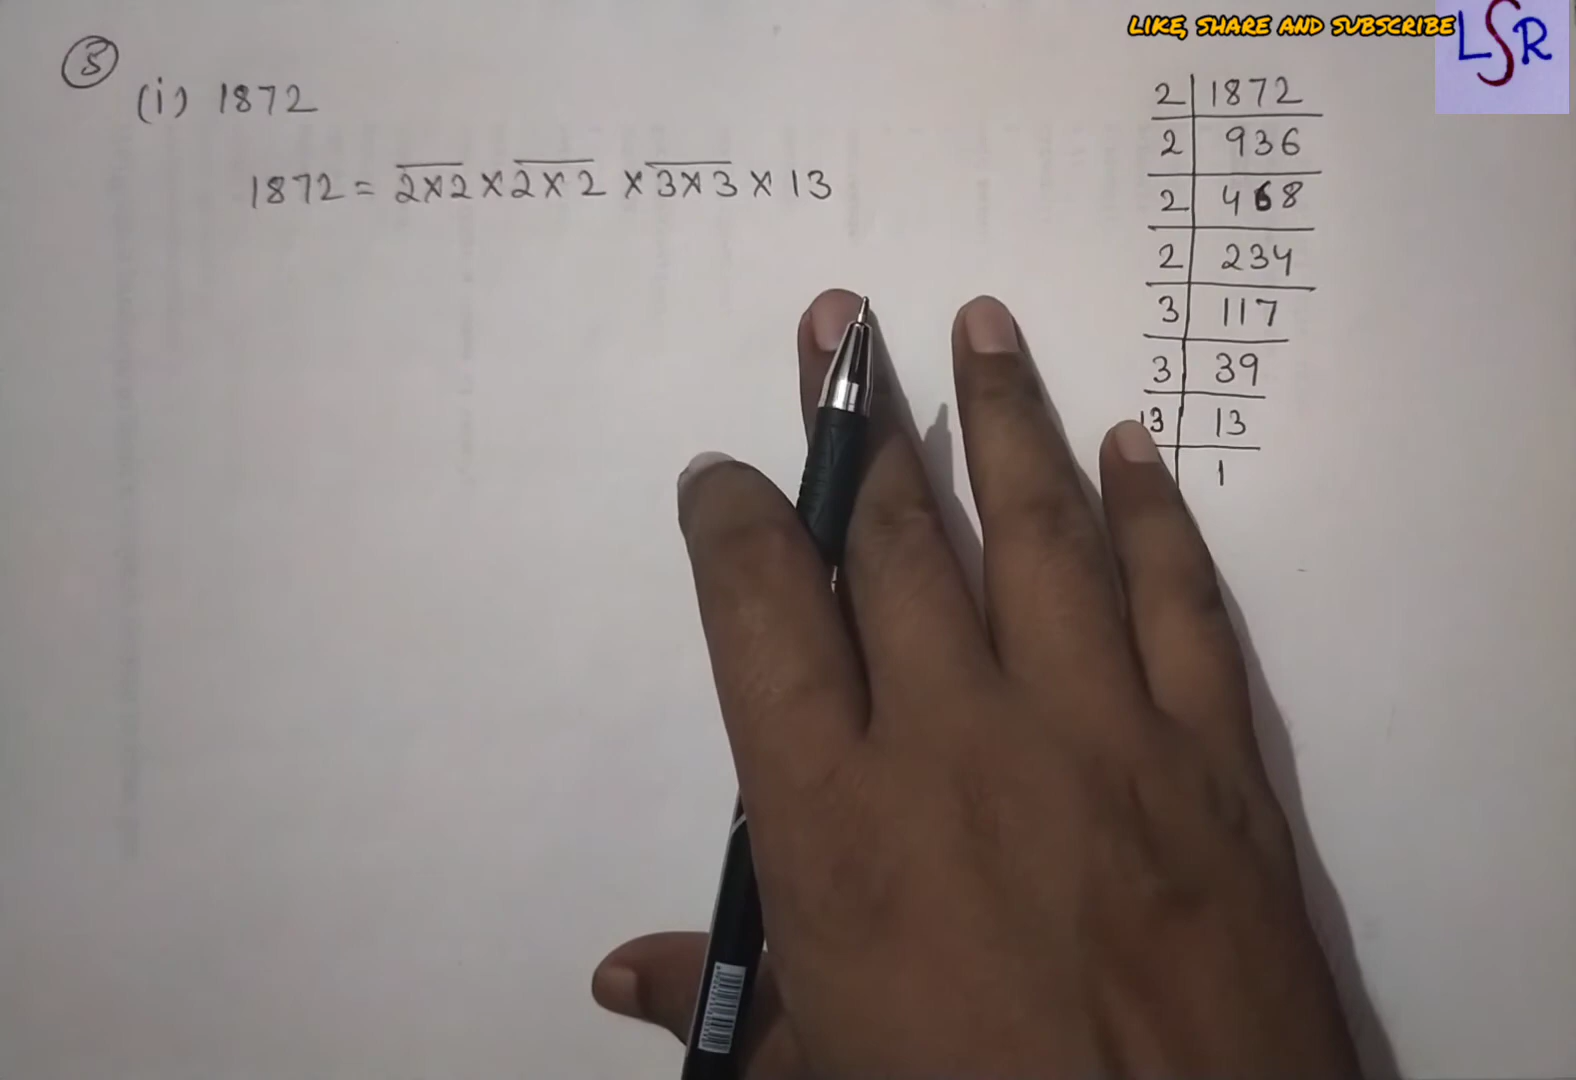 LIKE, SHARE AND SUBSCRIBE
LSR
3
(i) 1872
1872 = 2×2×2×2×3×3×13
2 | 1872
2 | 936
2 | 468
2 | 234
3 | 117
3 | 39
13 | 13
| 1